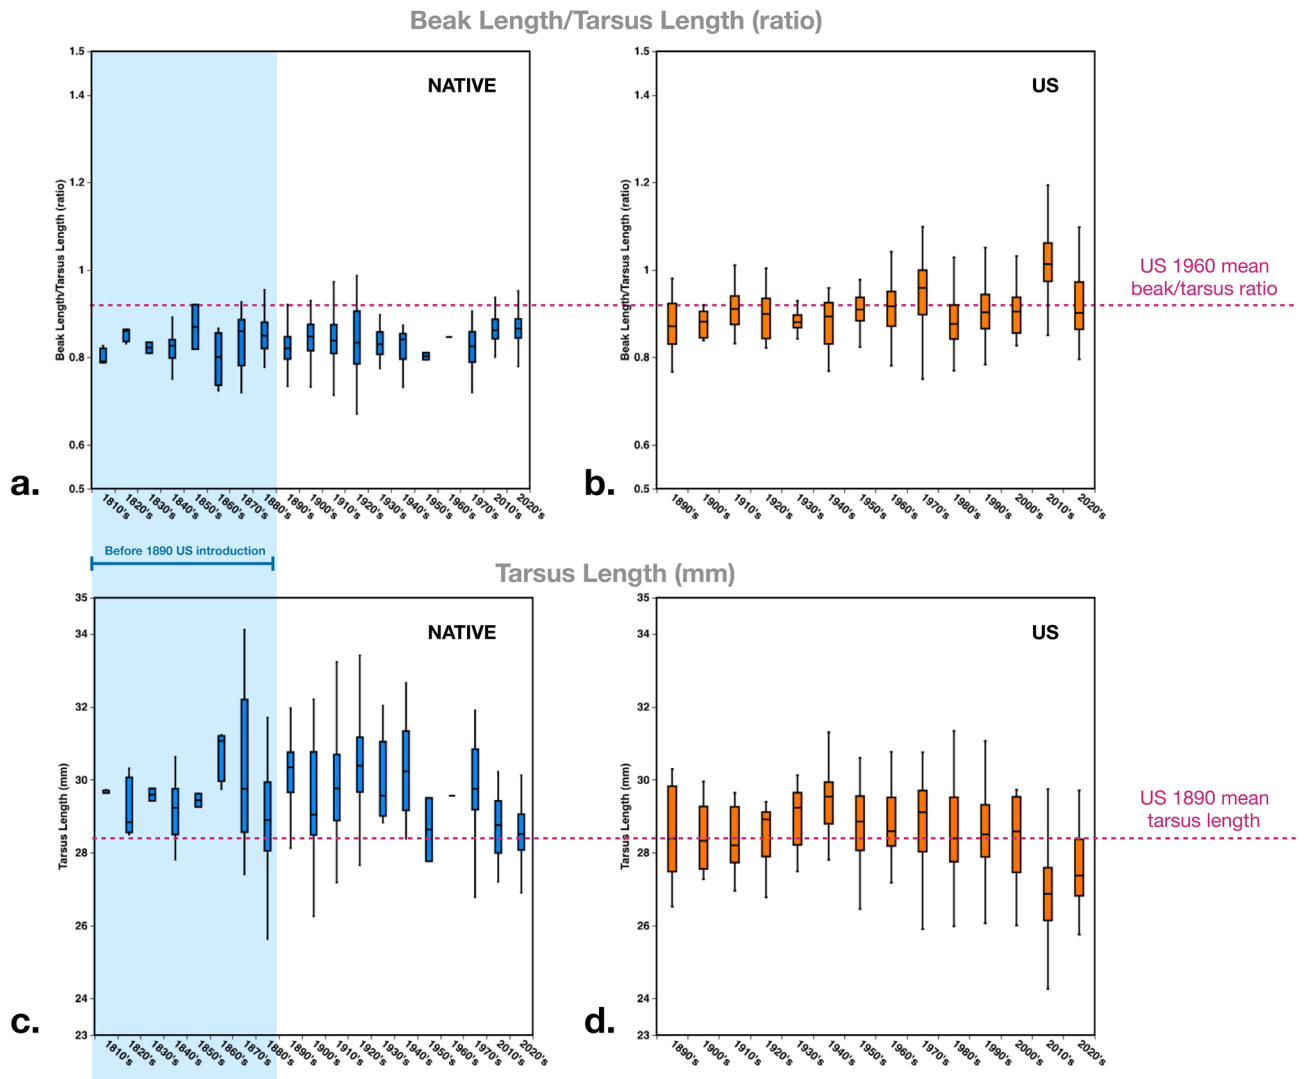 Beak Length/Tarsus Length (ratio)
NATIVE
Beak Length/Tarsus Length (ratio)
1.5
1.4
1.2
1
0.8
0.6
0.5
1810's
1820's
1830's
1840's
1850's
1860's
1870's
1880's
1890's
1900's
1910's
1920's
1930's
1940's
1950's
1960's
1970's
2010's
2020's
a.
US
Beak Length/Tarsus Length (ratio)
1.5
1.4
1.2
1
0.8
0.6
0.5
1890's
1900's
1910's
1920's
1930's
1940's
1950's
1960's
1970's
1980's
1990's
2000's
2010's
2020's
b.
US 1960 mean
beak/tarsus ratio
Before 1890 US introduction
Tarsus Length (mm)
NATIVE
Tarsus Length (mm)
35
34
32
30
28
26
24
23
1810's
1820's
1830's
1840's
1850's
1860's
1870's
1880's
1890's
1900's
1910's
1920's
1930's
1940's
1950's
1960's
1970's
2010's
2020's
c.
US
Tarsus Length (mm)
35
34
32
30
28
26
24
23
1890's
1900's
1910's
1920's
1930's
1940's
1950's
1960's
1970's
1980's
1990's
2000's
2010's
2020's
d.
US 1890 mean
tarsus length